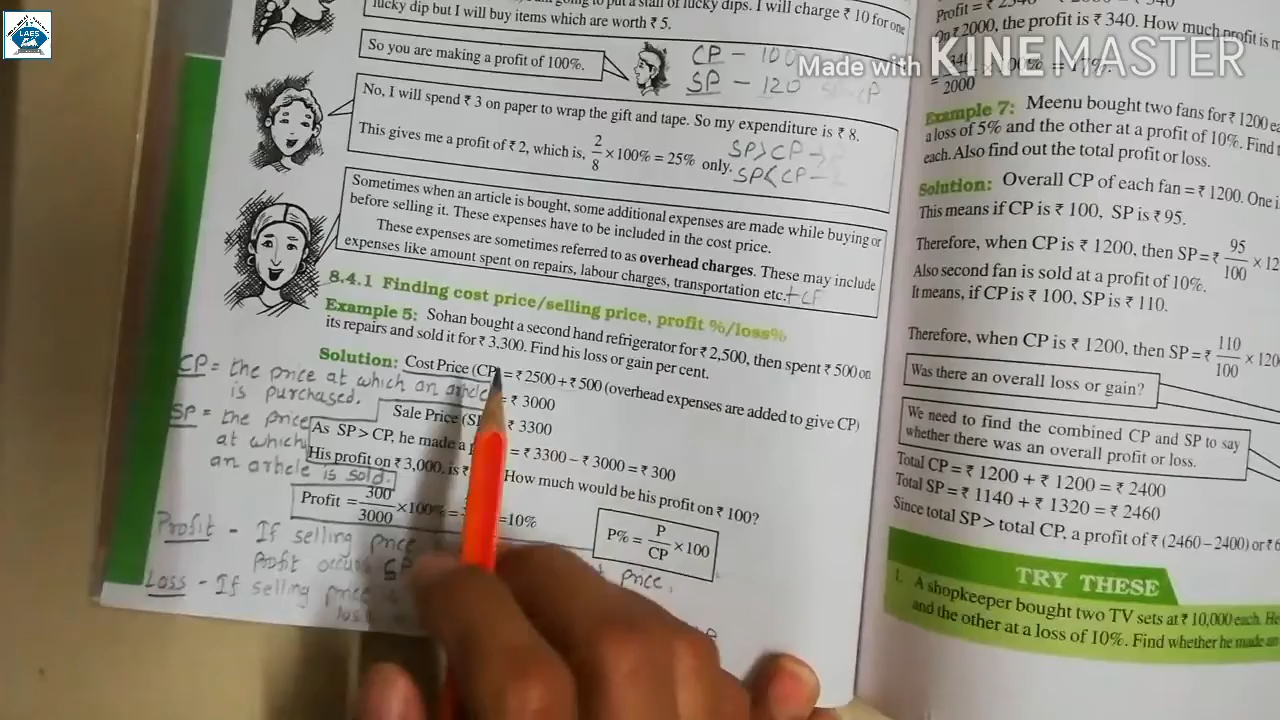 LAES
Made with KINEMASTER
going to put a stall of lucky dips. I will charge ₹ 10 for one
lucky dip but I will buy items which are worth ₹ 5.
So you are making a profit of 100%.
CP – 100
SP – 120
No, I will spend ₹ 3 on paper to wrap the gift and tape. So my expenditure is ₹ 8.
This gives me a profit of ₹ 2, which is, 2/8 × 100% = 25% only.
SP>CP →
SP<CP –
Sometimes when an article is bought, some additional expenses are made while buying or
before selling it. These expenses have to be included in the cost price.
These expenses are sometimes referred to as overhead charges. These may include
expenses like amount spent on repairs, labour charges, transportation etc.
8.4.1 Finding cost price/selling price, profit %/loss%
Example 5: Sohan bought a second hand refrigerator for ₹ 2,500, then spent ₹ 500 on
its repairs and sold it for ₹ 3,300. Find his loss or gain per cent.
Solution: Cost Price (CP) = ₹ 2500 + ₹ 500 (overhead expenses are added to give CP)
= ₹ 3000
Sale Price ₹ 3300
As SP > CP, he made a = ₹ 3300 – ₹ 3000 = ₹ 300
His profit on ₹ 3,000, is How much would be his profit on ₹ 100?
Profit = 300/3000 ×100% = =10%
P% = P/CP × 100
CP = the price at which an article
is purchased.
SP = the price
at which
an article is sold.
Profit - If selling price
Profit occurs SP price.
Loss - If selling price
On ₹ 2000, the profit is ₹ 340. How much profit is
Example 7: Meenu bought two fans for ₹ 1200
a loss of 5% and the other at a profit of 10%. Find
each. Also find out the total profit or loss.
Solution: Overall CP of each fan = ₹ 1200. One
This means if CP is ₹ 100, SP is ₹ 95.
Therefore, when CP is ₹ 1200, then SP = ₹ 95/100 ×
Also second fan is sold at a profit of 10%.
It means, if CP is ₹ 100, SP is ₹ 110.
Therefore, when CP is ₹ 1200, then SP = ₹ 110/100 ×
Was there an overall loss or gain?
We need to find the combined CP and SP to say
whether there was an overall profit or loss.
Total CP = ₹ 1200 + ₹ 1200 = ₹ 2400
Total SP = ₹ 1140 + ₹ 1320 = ₹ 2460
Since total SP > total CP, a profit of ₹ (2460 – 2400) or ₹
TRY THESE
1. A shopkeeper bought two TV sets at ₹ 10,000 each. He
and the other at a loss of 10%. Find whether he made